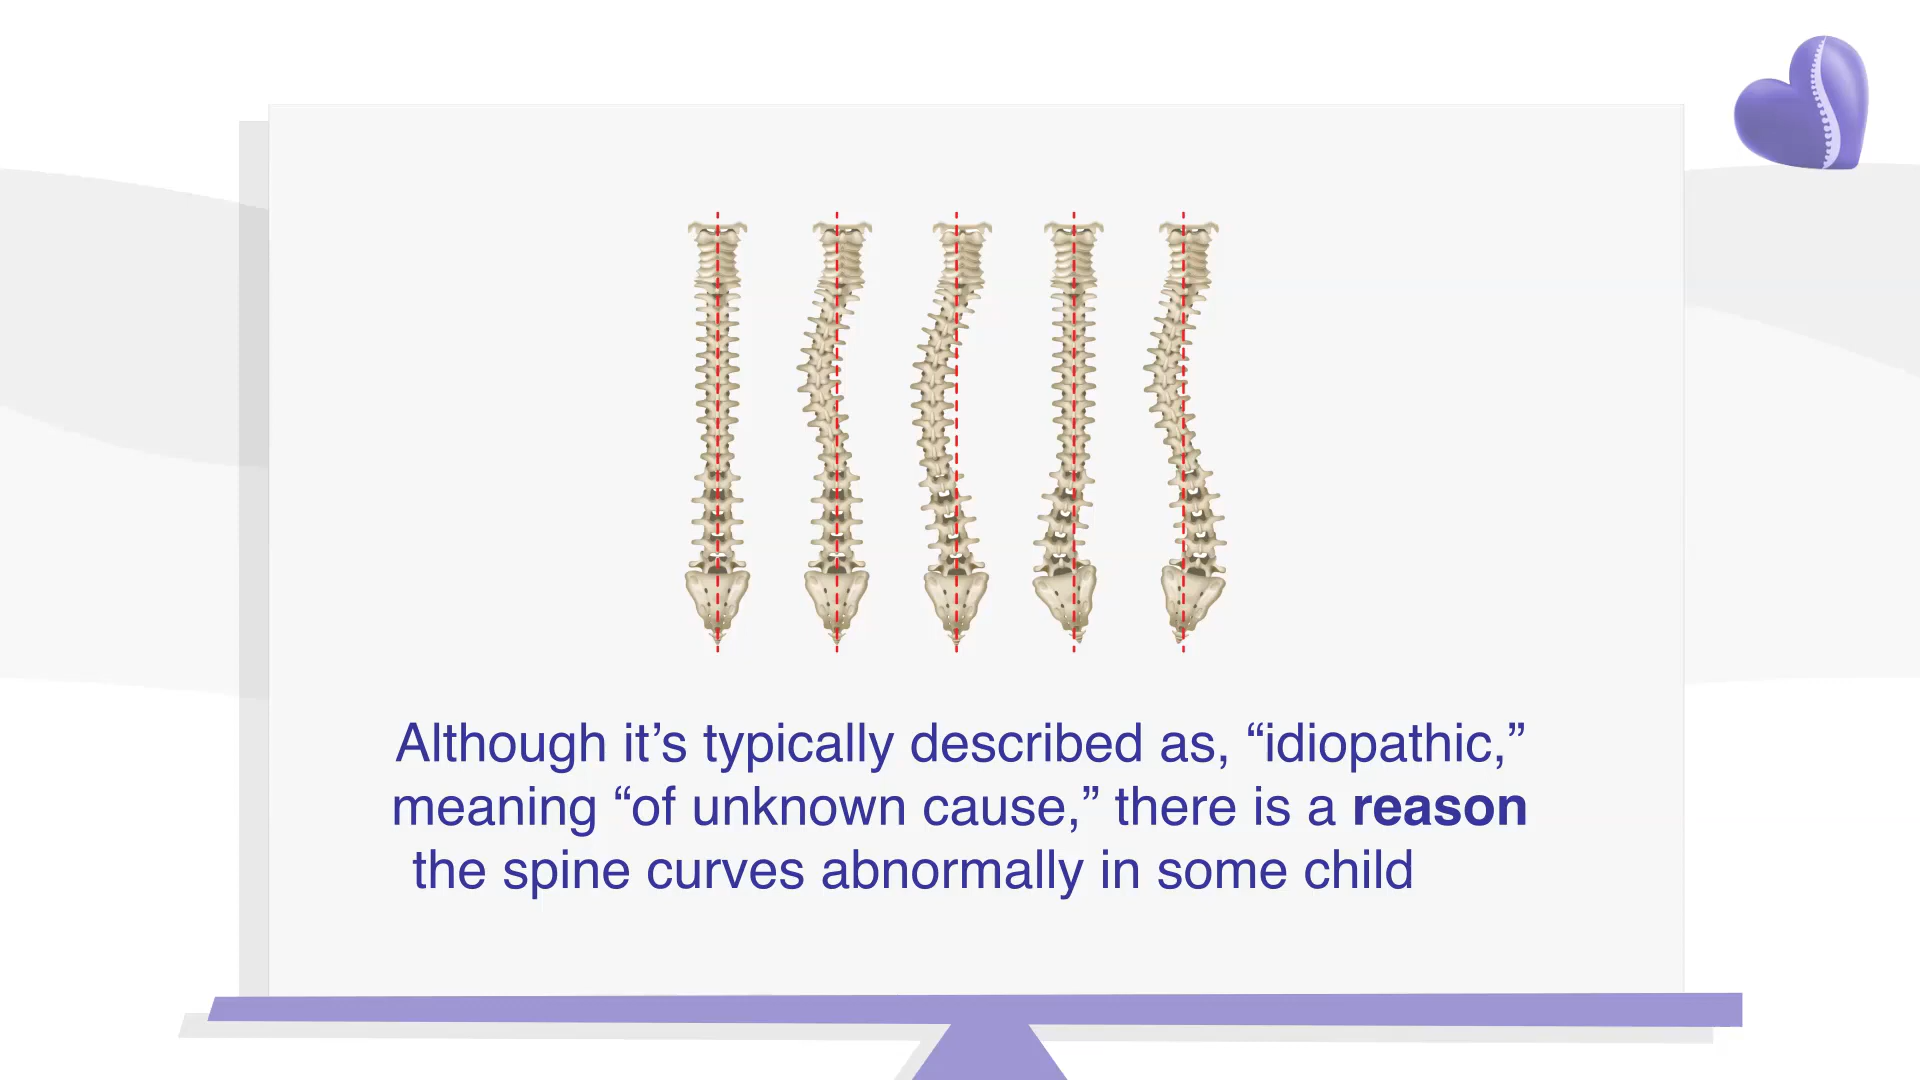 Although it’s typically described as, “idiopathic,”
meaning “of unknown cause,” there is a reason
the spine curves abnormally in some child